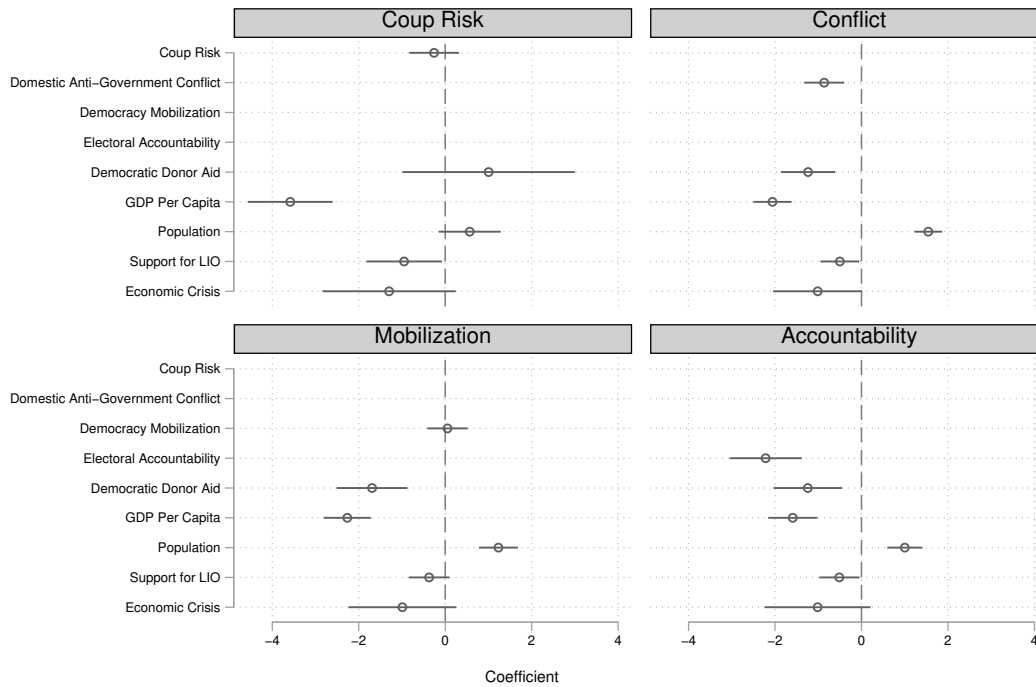 Coup Risk
Conflict
Coup Risk
Domestic Anti−Government Conflict
Democracy Mobilization
Electoral Accountability
Democratic Donor Aid
GDP Per Capita
Population
Support for LIO
Economic Crisis
Mobilization
Accountability
Coup Risk
Domestic Anti−Government Conflict
Democracy Mobilization
Electoral Accountability
Democratic Donor Aid
GDP Per Capita
Population
Support for LIO
Economic Crisis
−4 −2 0 2 4
−4 −2 0 2 4
Coefficient